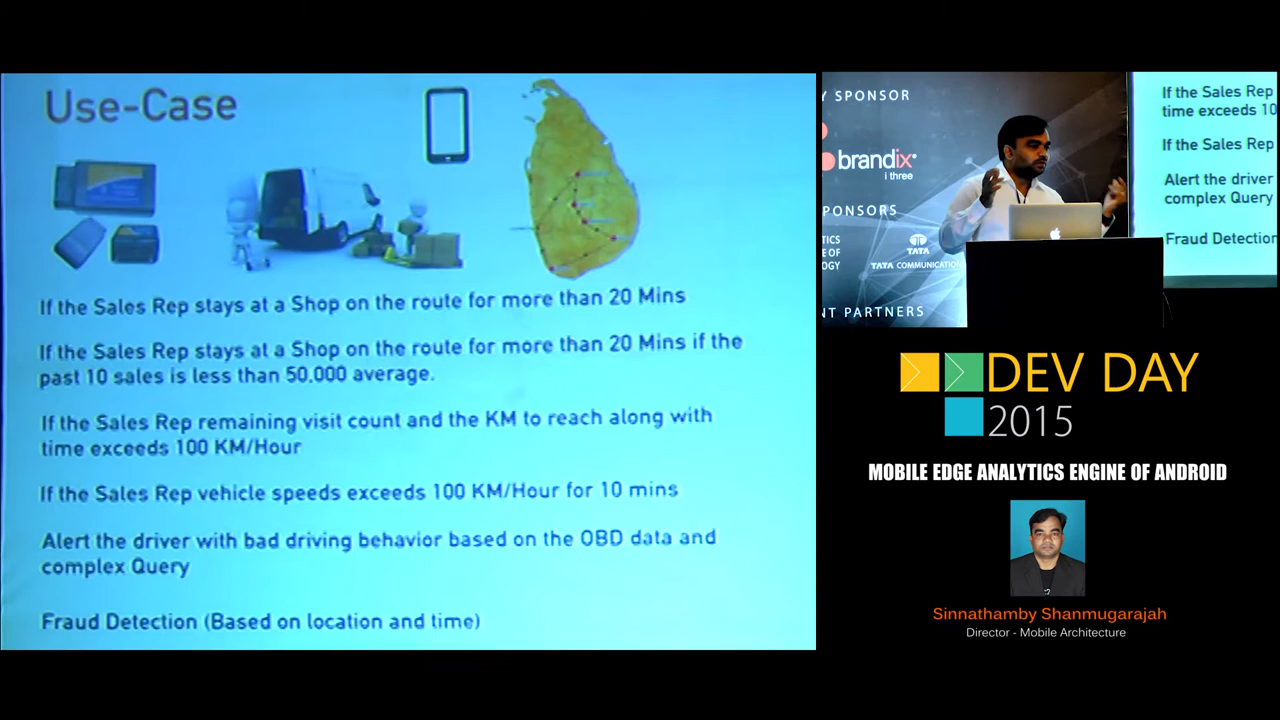 Use-Case
If the Sales Rep stays at a Shop on the route for more than 20 Mins
If the Sales Rep stays at a Shop on the route for more than 20 Mins if the
past 10 sales is less than 50,000 average.
If the Sales Rep remaining visit count and the KM to reach along with
time exceeds 100 KM/Hour
If the Sales Rep vehicle speeds exceeds 100 KM/Hour for 10 mins
Alert the driver with bad driving behavior based on the OBD data and
complex Query
Fraud Detection (Based on location and time)
Y SPONSOR
brandix
i three
SPONSORS
TICS
E OF
OGY
TATA
TATA COMMUNICATION
NT PARTNERS
If the Sales Rep
time exceeds 10
If the Sales Rep
Alert the driver
complex Query
Fraud Detection
DEV DAY
2015
MOBILE EDGE ANALYTICS ENGINE OF ANDROID
Sinnathamby Shanmugarajah
Director - Mobile Architecture